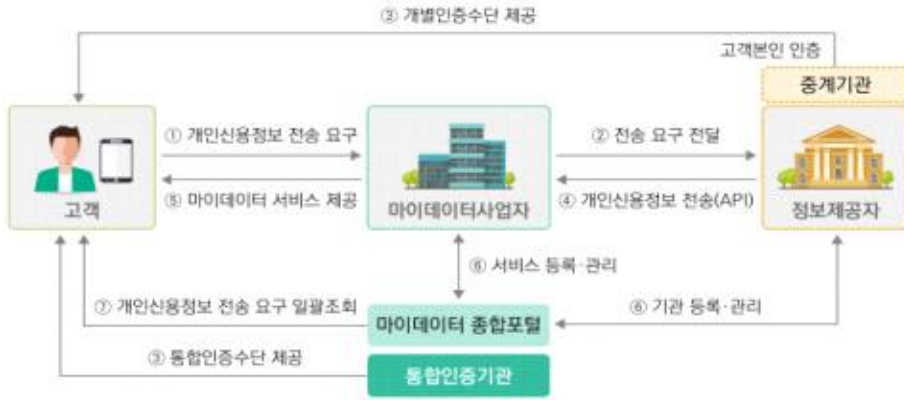 ③ 개별인증수단 제공
고객본인 인증
중계기관
① 개인신용정보 전송 요구
② 전송 요구 전달
⑤ 마이데이터 서비스 제공
④ 개인신용정보 전송(API)
고객
마이데이터사업자
정보제공자
⑥ 서비스 등록·관리
⑦ 개인신용정보 전송 요구 일괄조회
⑥ 기관 등록·관리
마이데이터 종합포털
③ 통합인증수단 제공
통합인증기관